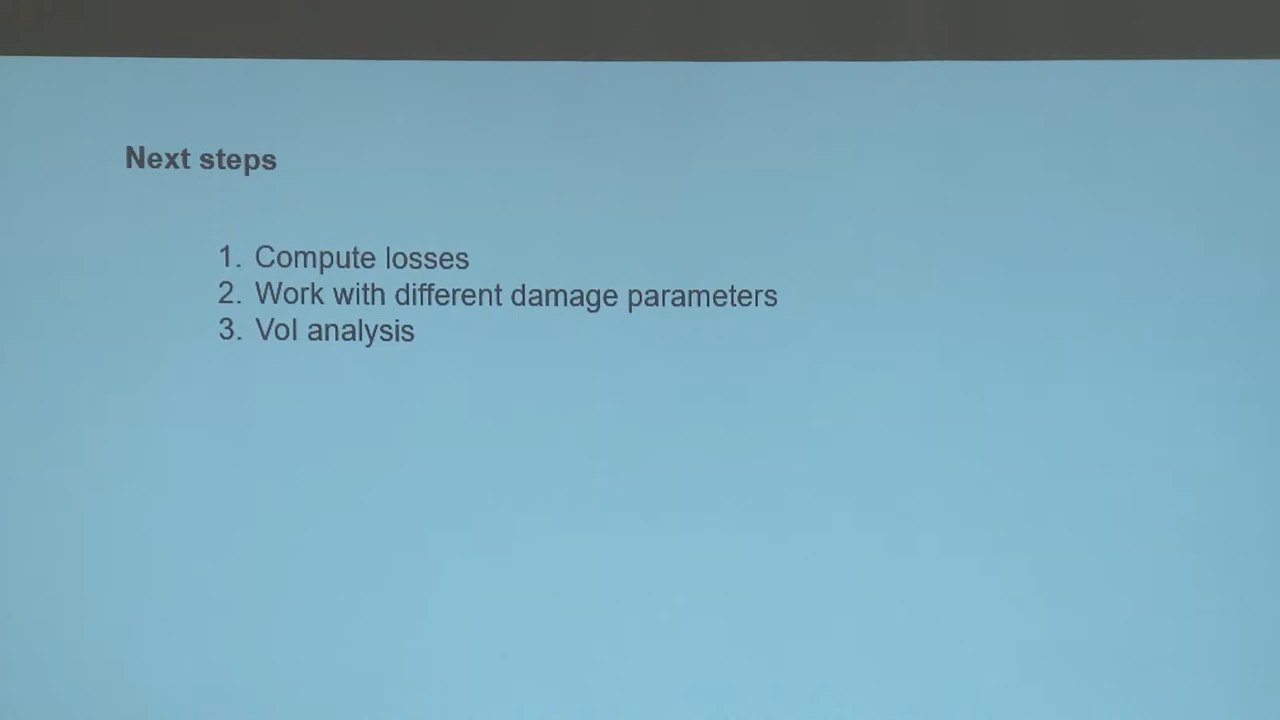 Next steps
1. Compute losses
2. Work with different damage parameters
3. VoI analysis